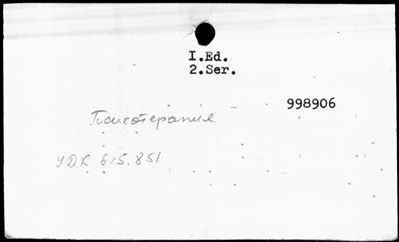 I.Ed.
2.Ser.
998906
Психотерапия
УДК 615.851